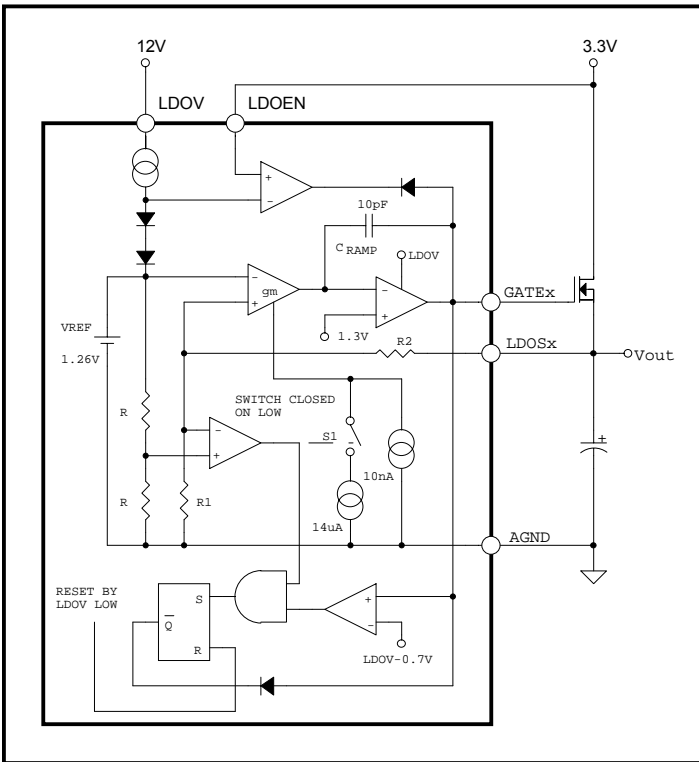 12V
3.3V
LDOV
LDOEN
+
−
10pF
CRAMP
LDOV
−
gm
+
−
+
GATEx
1.3V
VREF
1.26V
R2
LDOSx
Vout
SWITCH CLOSED
ON LOW
R
−
+
S1
10nA
+
R
R1
14uA
AGND
RESET BY
LDOV LOW
S
Q
R
+
−
LDOV-0.7V